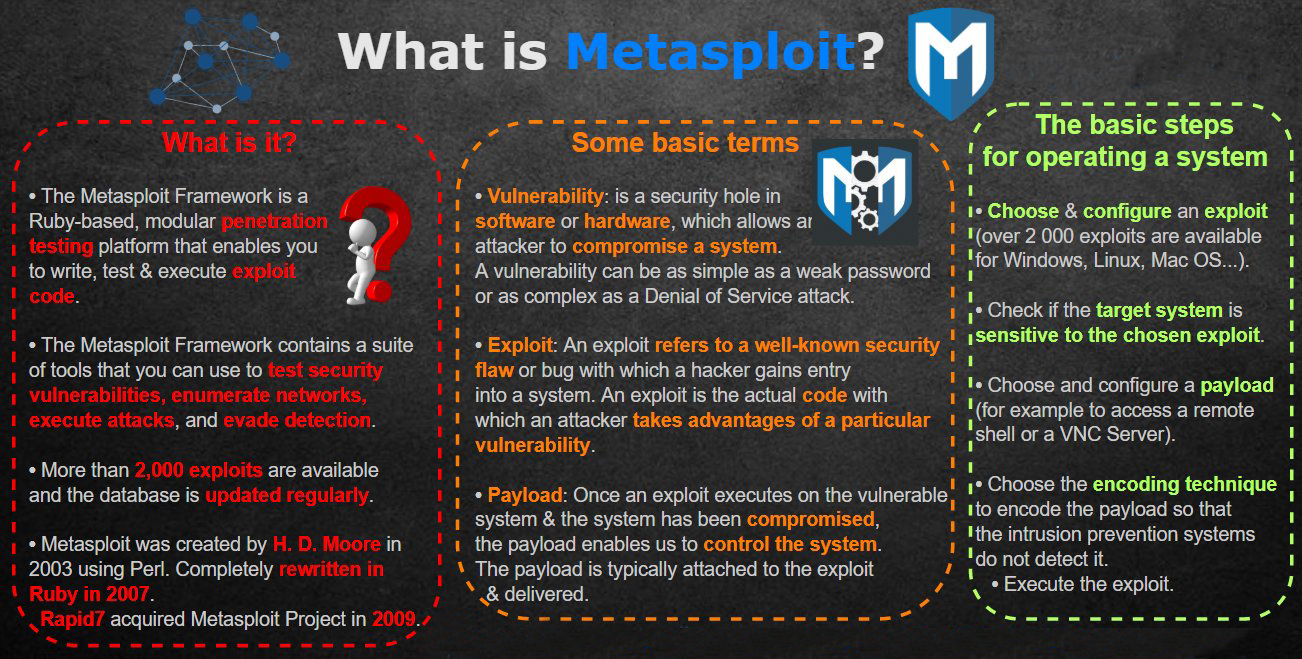 What is Metasploit?
What is it?
• The Metasploit Framework is a
Ruby-based, modular penetration
testing platform that enables you
to write, test & execute exploit
code.
• The Metasploit Framework contains a suite
of tools that you can use to test security
vulnerabilities, enumerate networks,
execute attacks, and evade detection.
• More than 2,000 exploits are available
and the database is updated regularly.
• Metasploit was created by H. D. Moore in
2003 using Perl. Completely rewritten in
Ruby in 2007.
Rapid7 acquired Metasploit Project in 2009.
Some basic terms
• Vulnerability: is a security hole in
software or hardware, which allows an
attacker to compromise a system.
A vulnerability can be as simple as a weak password
or as complex as a Denial of Service attack.
• Exploit: An exploit refers to a well-known security
flaw or bug with which a hacker gains entry
into a system. An exploit is the actual code with
which an attacker takes advantages of a particular
vulnerability.
• Payload: Once an exploit executes on the vulnerable
system & the system has been compromised,
the payload enables us to control the system.
The payload is typically attached to the exploit
& delivered.
The basic steps
for operating a system
• Choose & configure an exploit
(over 2 000 exploits are available
for Windows, Linux, Mac OS...).
• Check if the target system is
sensitive to the chosen exploit.
• Choose and configure a payload
(for example to access a remote
shell or a VNC Server).
• Choose the encoding technique
to encode the payload so that
the intrusion prevention systems
do not detect it.
• Execute the exploit.